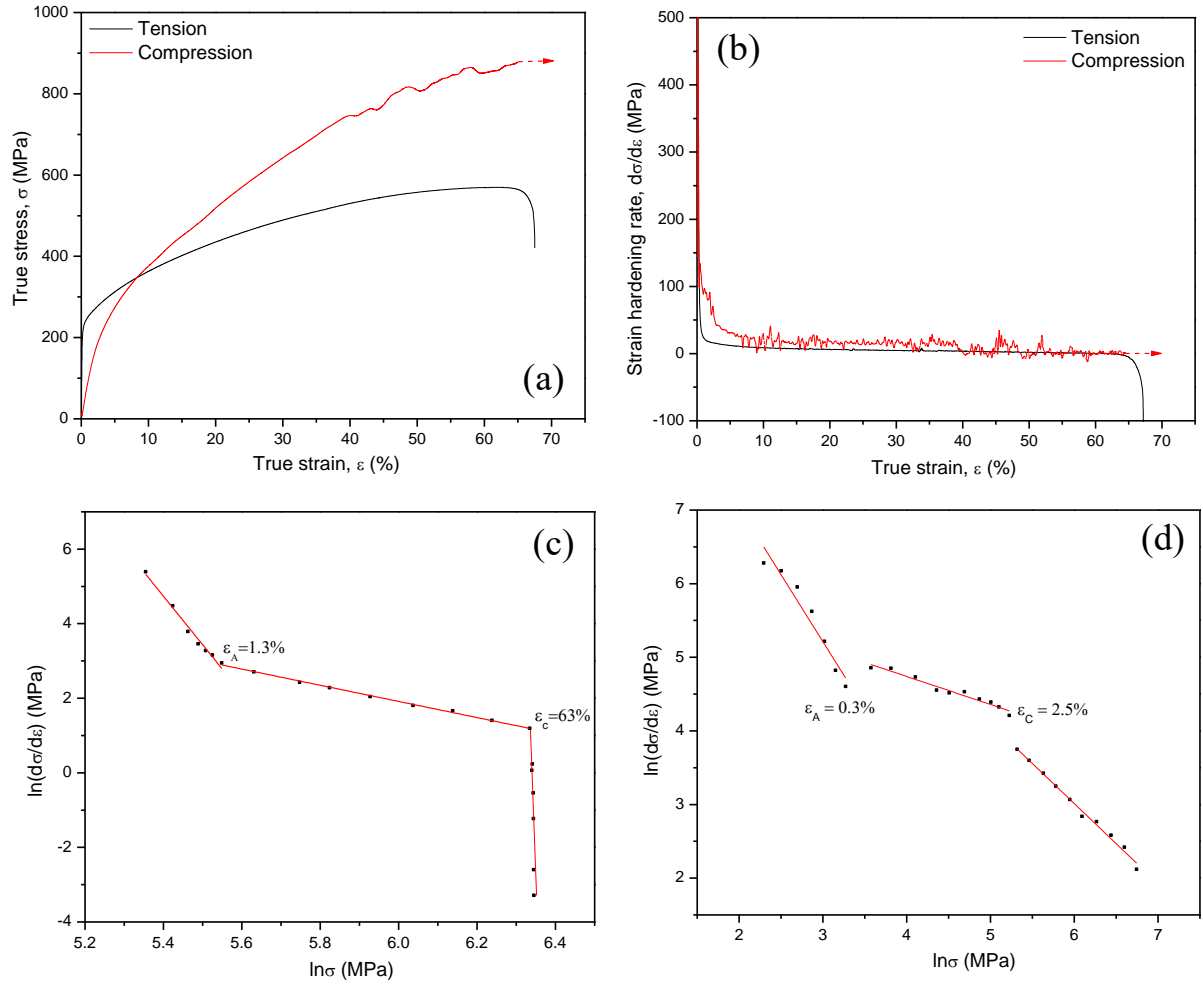 1000
800
600
400
200
0
0 10 20 30 40 50 60 70
True stress, σ (MPa)
True strain, ε (%)
Tension
Compression
(a)
500
400
300
200
100
0
-100
0 10 20 30 40 50 60 70
Strain hardening rate, dσ/dε (MPa)
True strain, ε (%)
(b)
Tension
Compression
6
4
2
0
-2
-4
5.2 5.4 5.6 5.8 6.0 6.2 6.4
ln(dσ/dε) (MPa)
lnσ (MPa)
(c)
εA=1.3%
εc=63%
7
6
5
4
3
2
2 3 4 5 6 7
ln(dσ/dε) (MPa)
lnσ (MPa)
(d)
εA = 0.3%
εC = 2.5%